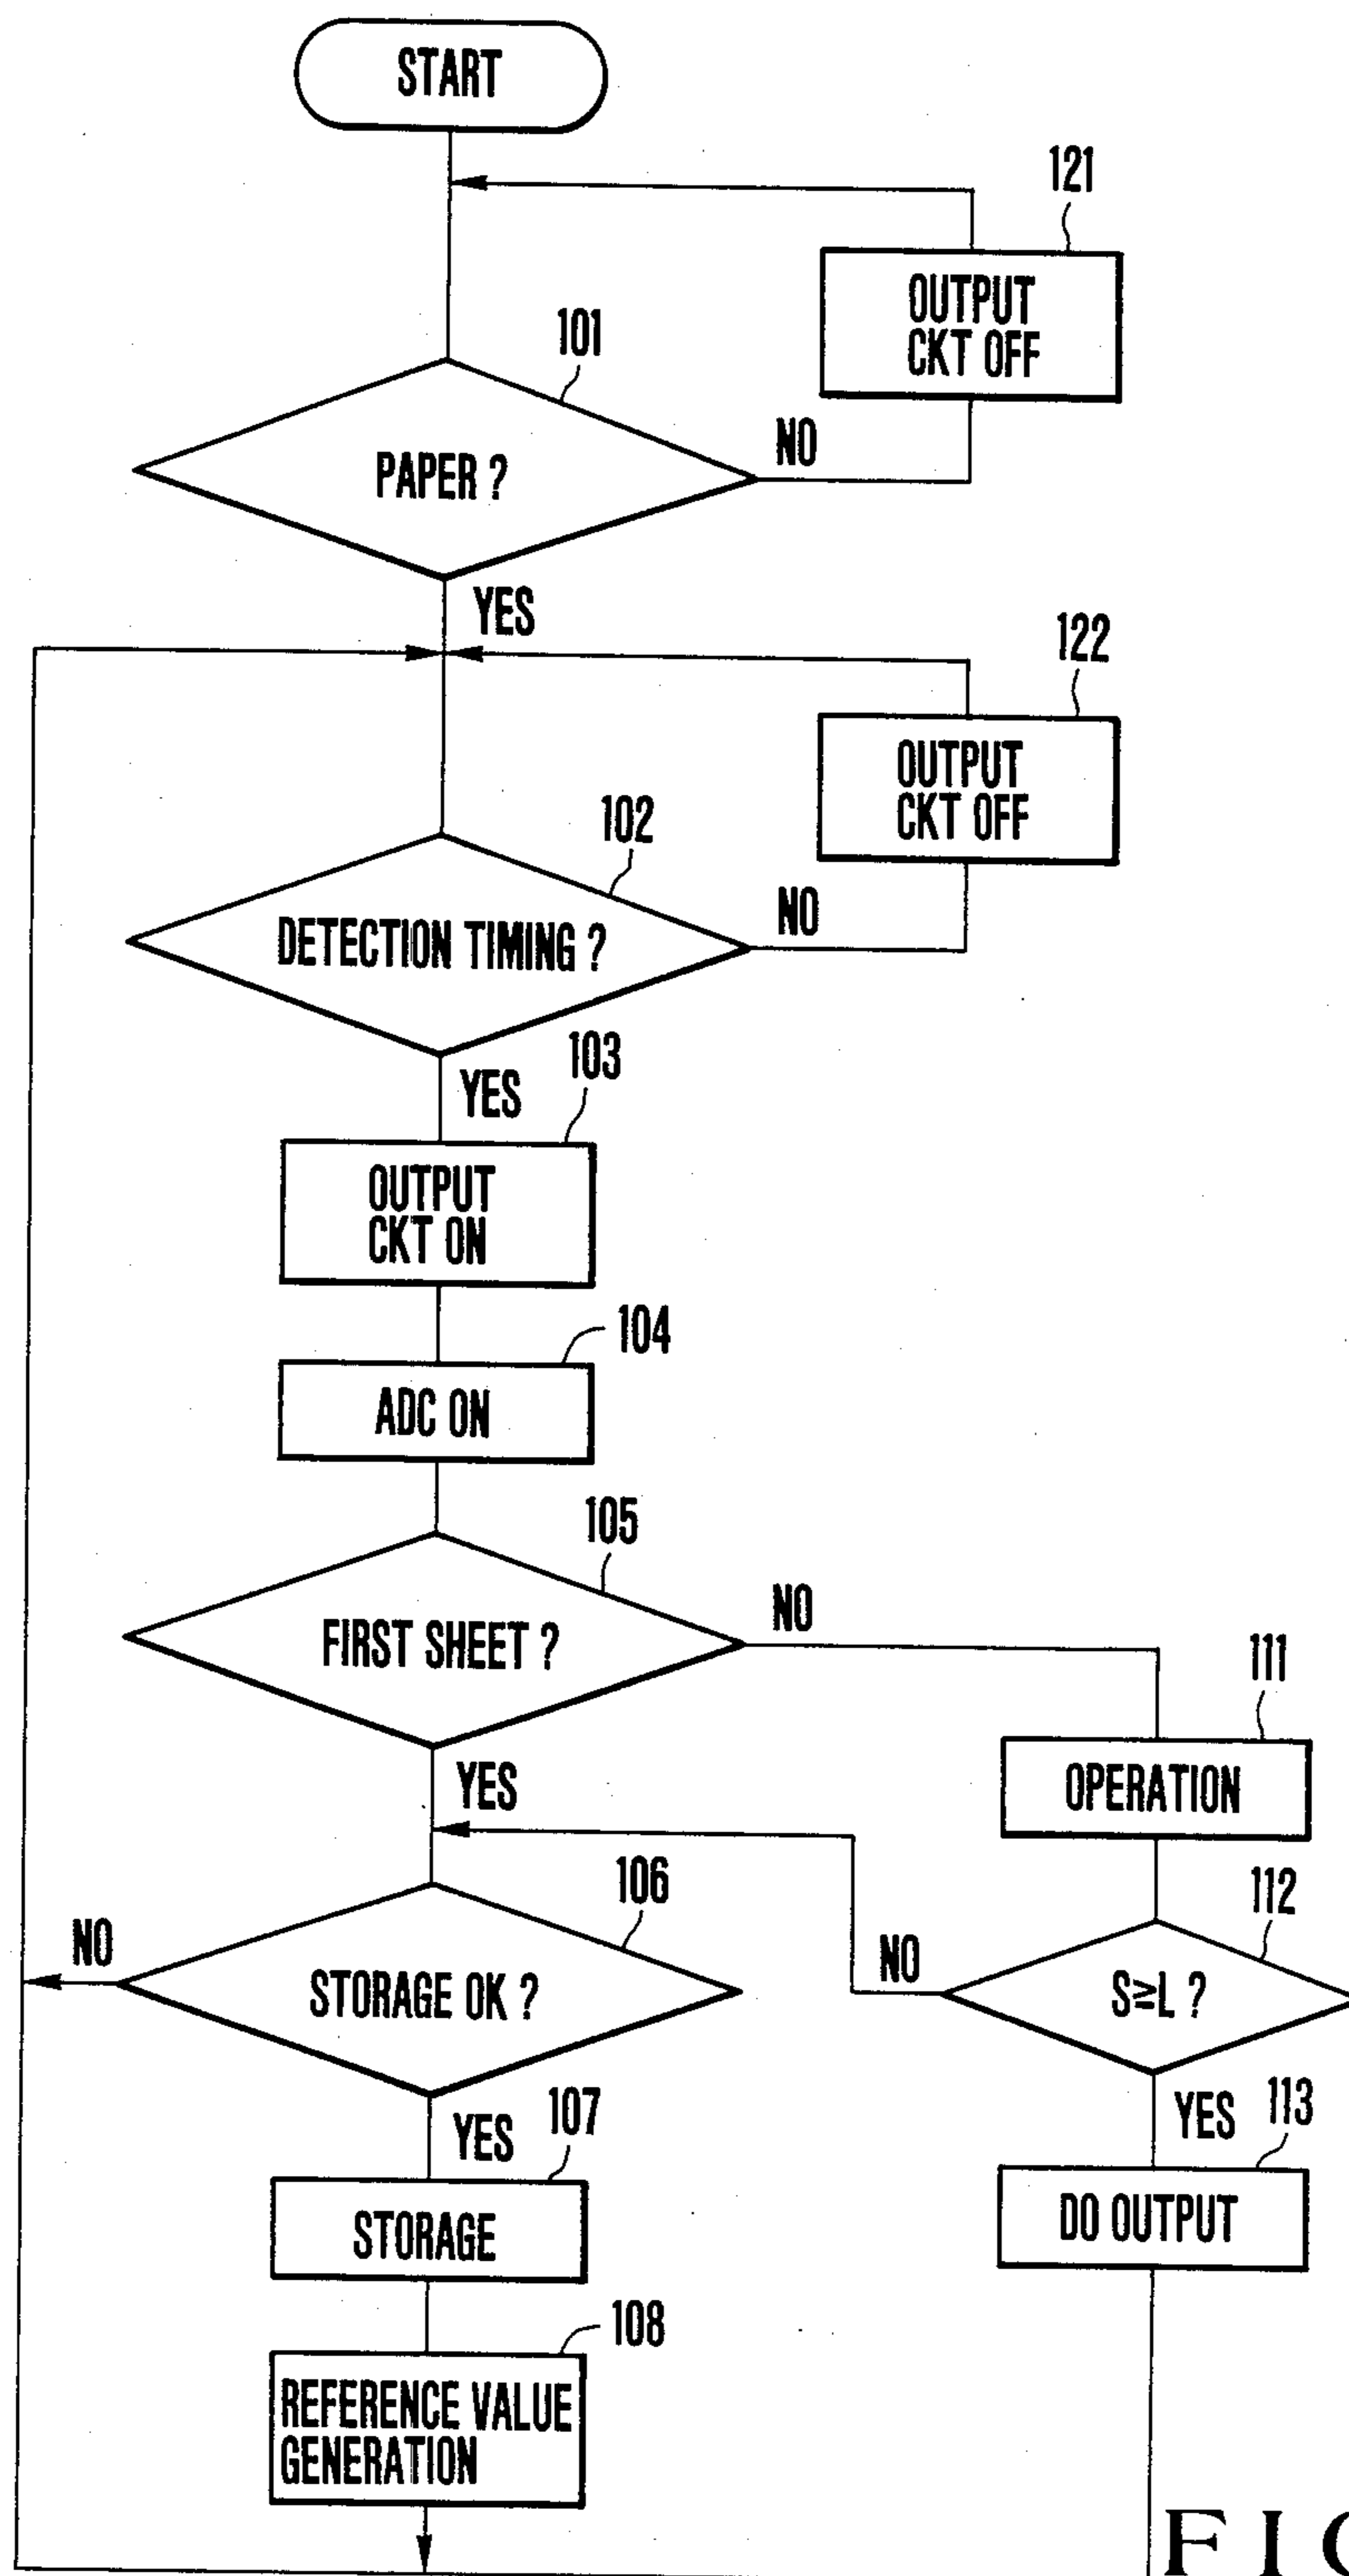 START
121
OUTPUT
CKT OFF
101
PAPER ?
NO
YES
122
OUTPUT
CKT OFF
102
DETECTION TIMING ?
NO
103
YES
OUTPUT
CKT ON
104
ADC ON
105
FIRST SHEET ?
NO
111
YES
OPERATION
106
112
NO
STORAGE OK ?
NO
S≥L ?
107
YES
YES
113
STORAGE
DO OUTPUT
108
REFERENCE VALUE
GENERATION